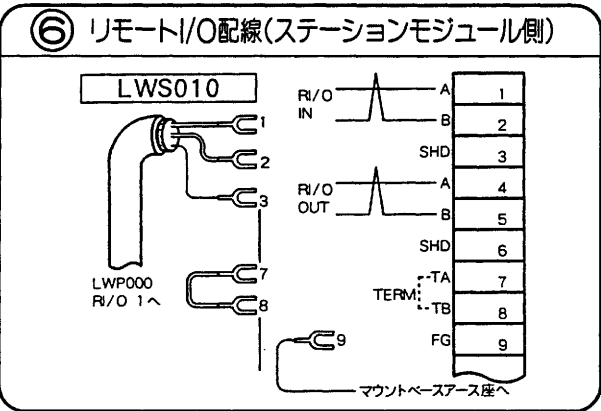 ⑥ リモートI/O配線(ステーションモジュール側)
LWS010
1
2
3
LWP000
RI/O 1へ
7
8
9
マウントベースアース座へ
RI/O
IN
A 1
B 2
SHD 3
RI/O
OUT
A 4
B 5
SHD 6
TERM
TA 7
TB 8
FG 9